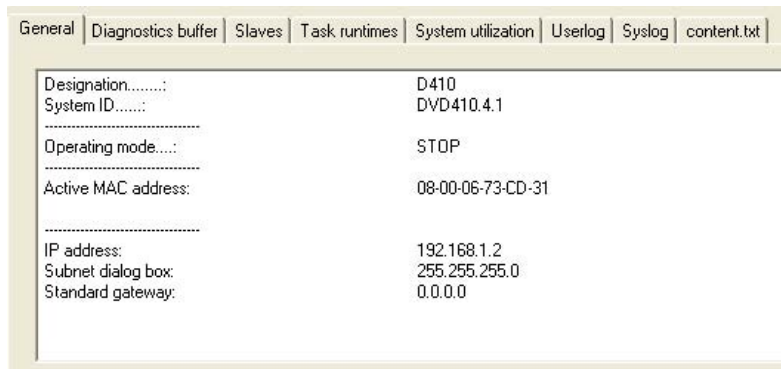 General Diagnostics buffer Slaves Task runtimes System utilization Userlog Syslog content.txt
Designation........: D410
System ID......: DVD410.4.1
----------------------------------
Operating mode....: STOP
----------------------------------
Active MAC address: 08-00-06-73-CD-31
----------------------------------
IP address: 192.168.1.2
Subnet dialog box: 255.255.255.0
Standard gateway: 0.0.0.0